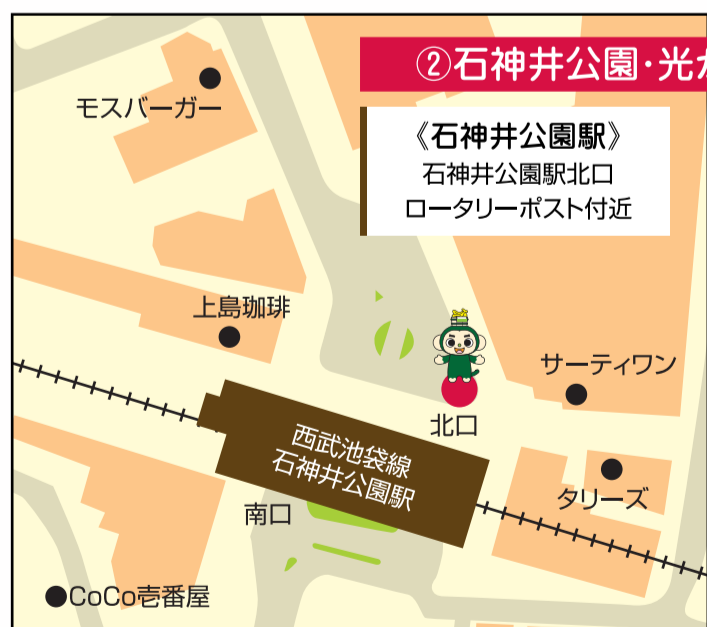 ②石神井公園・光
《石神井公園駅》
石神井公園駅北口
ロータリーポスト付近
モスバーガー
上島珈琲
サーティワン
北口
西武池袋線
石神井公園駅
タリーズ
南口
CoCo壱番屋